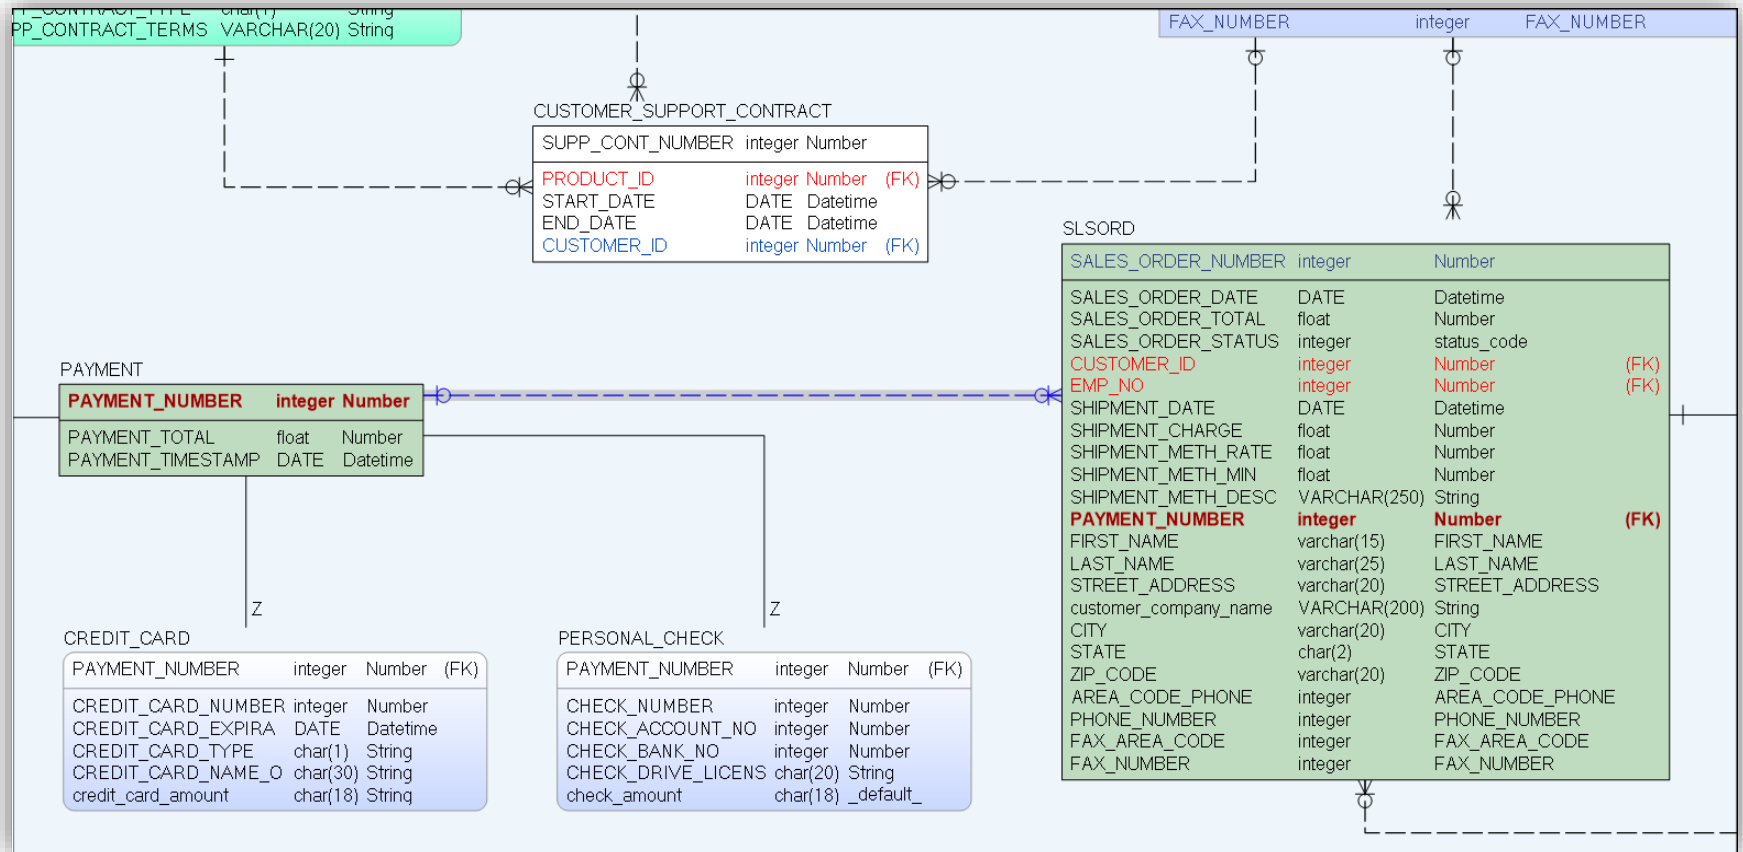 PP_CONTRACT_TYPE char(1) String
PP_CONTRACT_TERMS VARCHAR(20) String
FAX_NUMBER integer FAX_NUMBER
CUSTOMER_SUPPORT_CONTRACT
SUPP_CONT_NUMBER integer Number
PRODUCT_ID integer Number (FK)
START_DATE DATE Datetime
END_DATE DATE Datetime
CUSTOMER_ID integer Number (FK)
SLSORD
SALES_ORDER_NUMBER integer Number
SALES_ORDER_DATE DATE Datetime
SALES_ORDER_TOTAL float Number
SALES_ORDER_STATUS integer status_code
CUSTOMER_ID integer Number (FK)
EMP_NO integer Number (FK)
SHIPMENT_DATE DATE Datetime
SHIPMENT_CHARGE float Number
SHIPMENT_METH_RATE float Number
SHIPMENT_METH_MIN float Number
SHIPMENT_METH_DESC VARCHAR(250) String
PAYMENT_NUMBER integer Number (FK)
FIRST_NAME varchar(15) FIRST_NAME
LAST_NAME varchar(25) LAST_NAME
STREET_ADDRESS varchar(20) STREET_ADDRESS
customer_company_name VARCHAR(200) String
CITY varchar(20) CITY
STATE char(2) STATE
ZIP_CODE varchar(20) ZIP_CODE
AREA_CODE_PHONE integer AREA_CODE_PHONE
PHONE_NUMBER integer PHONE_NUMBER
FAX_AREA_CODE integer FAX_AREA_CODE
FAX_NUMBER integer FAX_NUMBER
PAYMENT
PAYMENT_NUMBER integer Number
PAYMENT_TOTAL float Number
PAYMENT_TIMESTAMP DATE Datetime
Z
Z
CREDIT_CARD
PAYMENT_NUMBER integer Number (FK)
CREDIT_CARD_NUMBER integer Number
CREDIT_CARD_EXPIRA DATE Datetime
CREDIT_CARD_TYPE char(1) String
CREDIT_CARD_NAME_O char(30) String
credit_card_amount char(18) String
PERSONAL_CHECK
PAYMENT_NUMBER integer Number (FK)
CHECK_NUMBER integer Number
CHECK_ACCOUNT_NO integer Number
CHECK_BANK_NO integer Number
CHECK_DRIVE_LICENS char(20) String
check_amount char(18) _default_